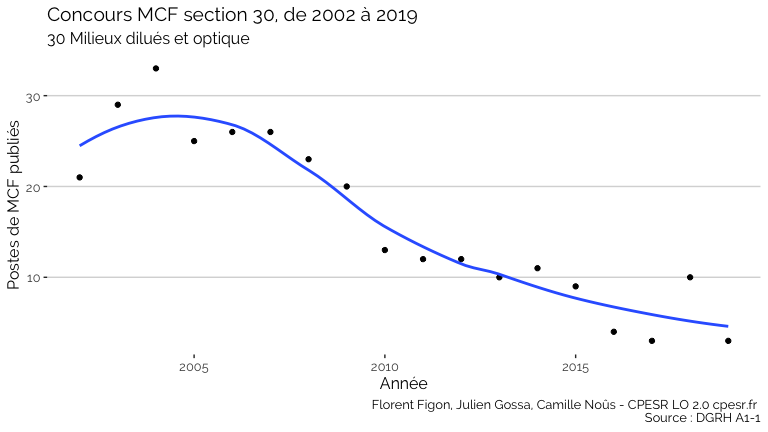 Concours MCF section 30, de 2002 à 2019
30 Milieux dilués et optique
Postes de MCF publiés
30
20
10
2005
2010
2015
Année
Florent Figon, Julien Gossa, Camille Noûs - CPESR LO 2.0 cpesr.fr
Source : DGRH A1-1